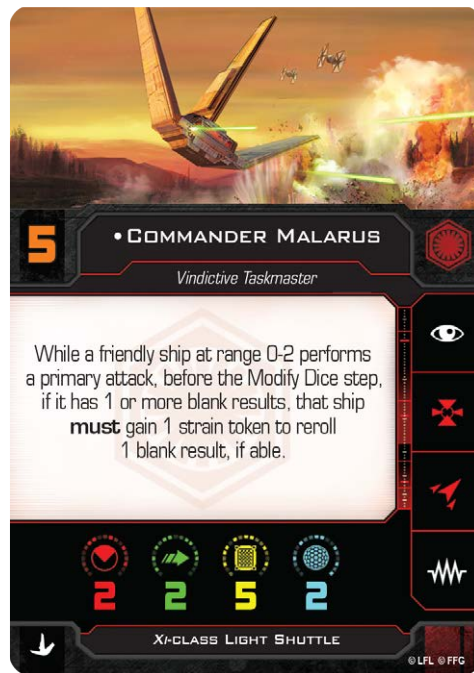 5
• COMMANDER MALARUS
Vindictive Taskmaster
While a friendly ship at range 0-2 performs
a primary attack, before the Modify Dice step,
if it has 1 or more blank results, that ship
must gain 1 strain token to reroll
1 blank result, if able.
2 2 5 2
XI-CLASS LIGHT SHUTTLE
© LFL © FFG